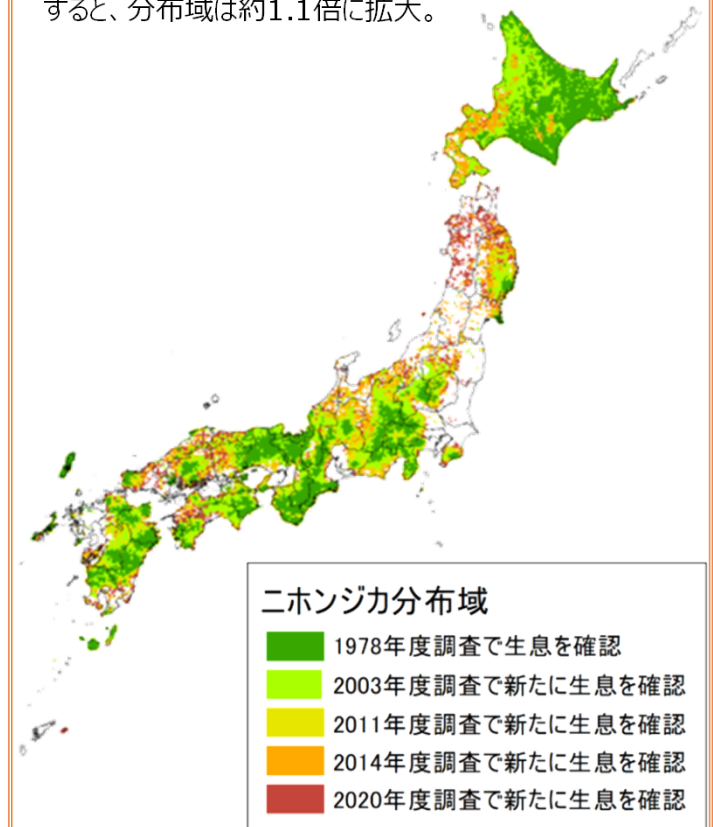 すると、分布域は約1.1倍に拡大。
ニホンジカ分布域
1978年度調査で生息を確認
2003年度調査で新たに生息を確認
2011年度調査で新たに生息を確認
2014年度調査で新たに生息を確認
2020年度調査で新たに生息を確認